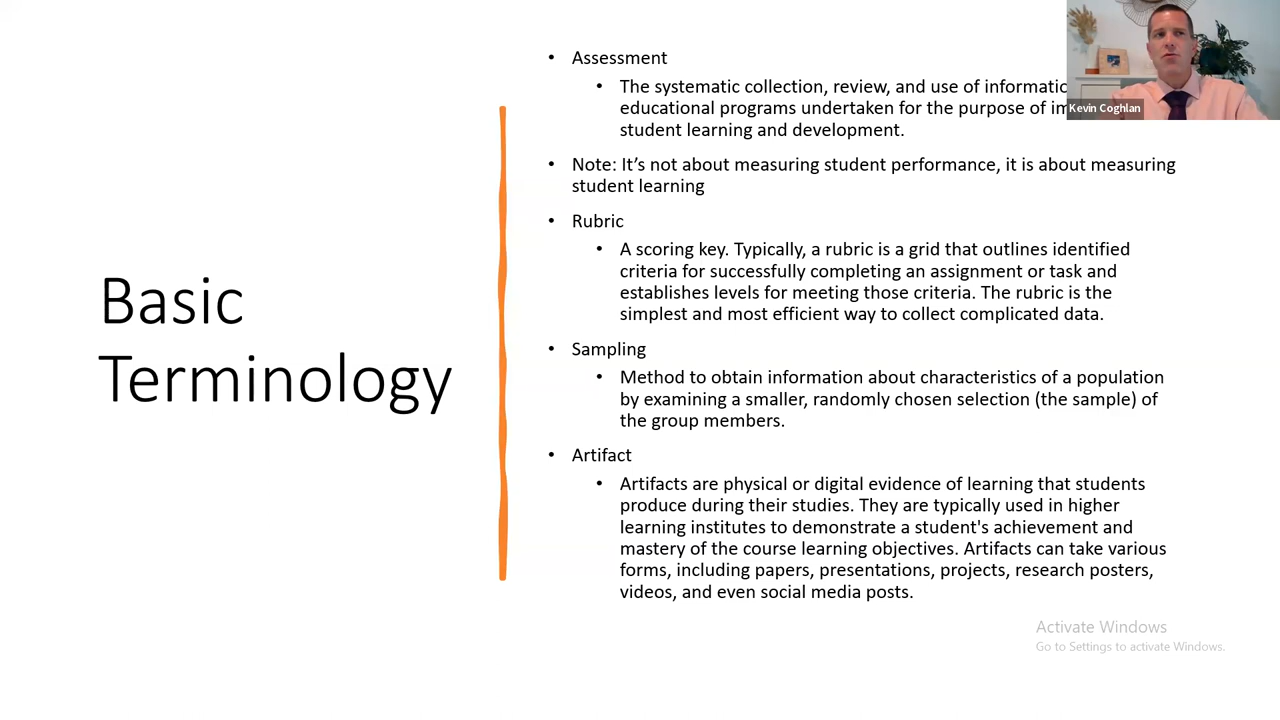 Basic
Terminology
• Assessment
• The systematic collection, review, and use of
educational programs undertaken for the purpose of
student learning and development.
• Note: It’s not about measuring student performance, it is about measuring
student learning
• Rubric
• A scoring key. Typically, a rubric is a grid that outlines identified
criteria for successfully completing an assignment or task and
establishes levels for meeting those criteria. The rubric is the
simplest and most efficient way to collect complicated data.
• Sampling
• Method to obtain information about characteristics of a population
by examining a smaller, randomly chosen selection (the sample) of
the group members.
• Artifact
• Artifacts are physical or digital evidence of learning that students
produce during their studies. They are typically used in higher
learning institutes to demonstrate a student's achievement and
mastery of the course learning objectives. Artifacts can take various
forms, including papers, presentations, projects, research posters,
videos, and even social media posts.
Kevin Coghlan
Activate Windows
Go to Settings to activate Windows.